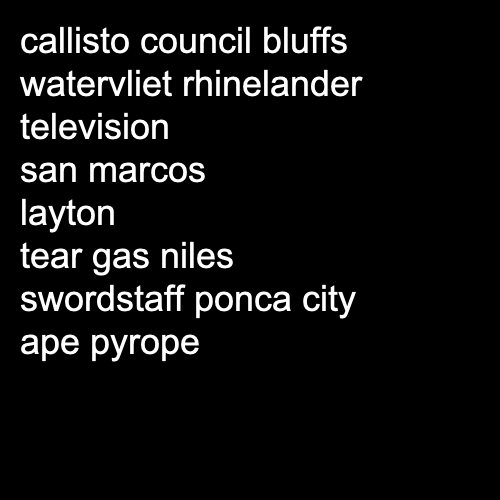 callisto council bluffs
watervliet rhinelander
television
san marcos
layton
tear gas niles
swordstaff ponca city
ape pyrope